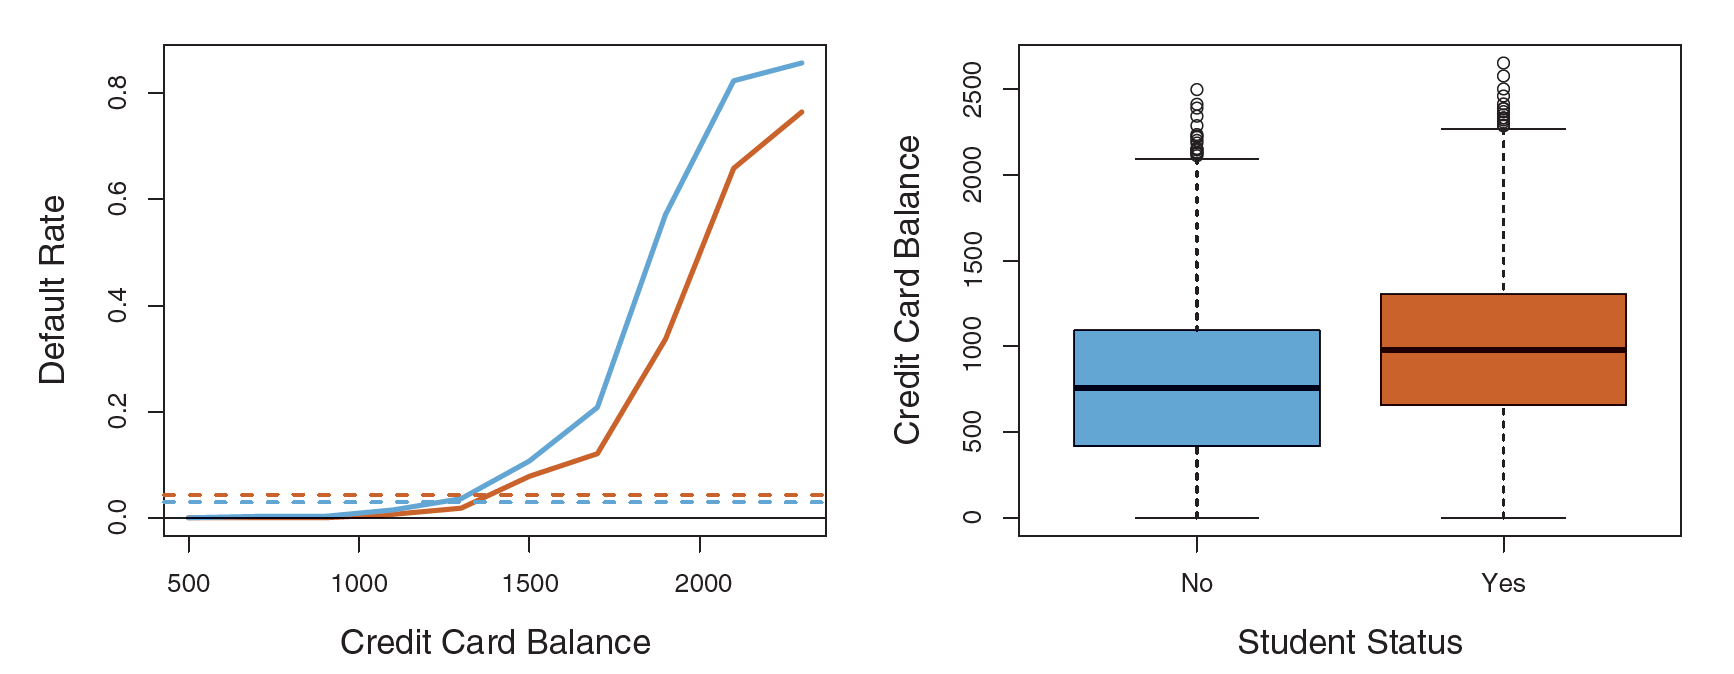 Default Rate
0.8
0.6
0.4
0.2
0.0
500 1000 1500 2000
Credit Card Balance
Credit Card Balance
2500
2000
1500
1000
500
0
No Yes
Student Status